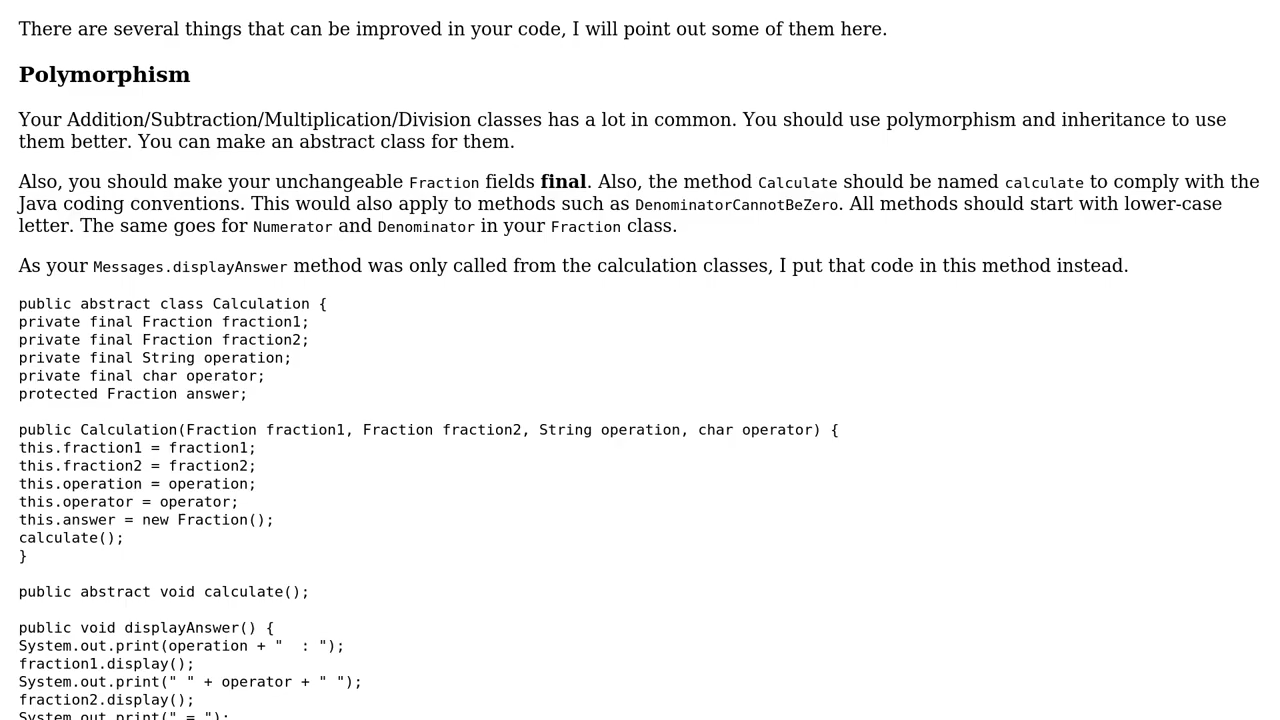 There are several things that can be improved in your code, I will point out some of them here.
Polymorphism
Your Addition/Subtraction/Multiplication/Division classes has a lot in common. You should use polymorphism and inheritance to use
them better. You can make an abstract class for them.
Also, you should make your unchangeable Fraction fields final. Also, the method Calculate should be named calculate to comply with the
Java coding conventions. This would also apply to methods such as DenominatorCannotBeZero. All methods should start with lower-case
letter. The same goes for Numerator and Denominator in your Fraction class.
As your Messages.displayAnswer method was only called from the calculation classes, I put that code in this method instead.
public abstract class Calculation {
private final Fraction fraction1;
private final Fraction fraction2;
private final String operation;
private final char operator;
protected Fraction answer;
public Calculation(Fraction fraction1, Fraction fraction2, String operation, char operator) {
this.fraction1 = fraction1;
this.fraction2 = fraction2;
this.operation = operation;
this.operator = operator;
this.answer = new Fraction();
calculate();
}
public abstract void calculate();
public void displayAnswer() {
System.out.print(operation + "  : ");
fraction1.display();
System.out.print(" " + operator + " ");
fraction2.display();
System.out.print(" = ");